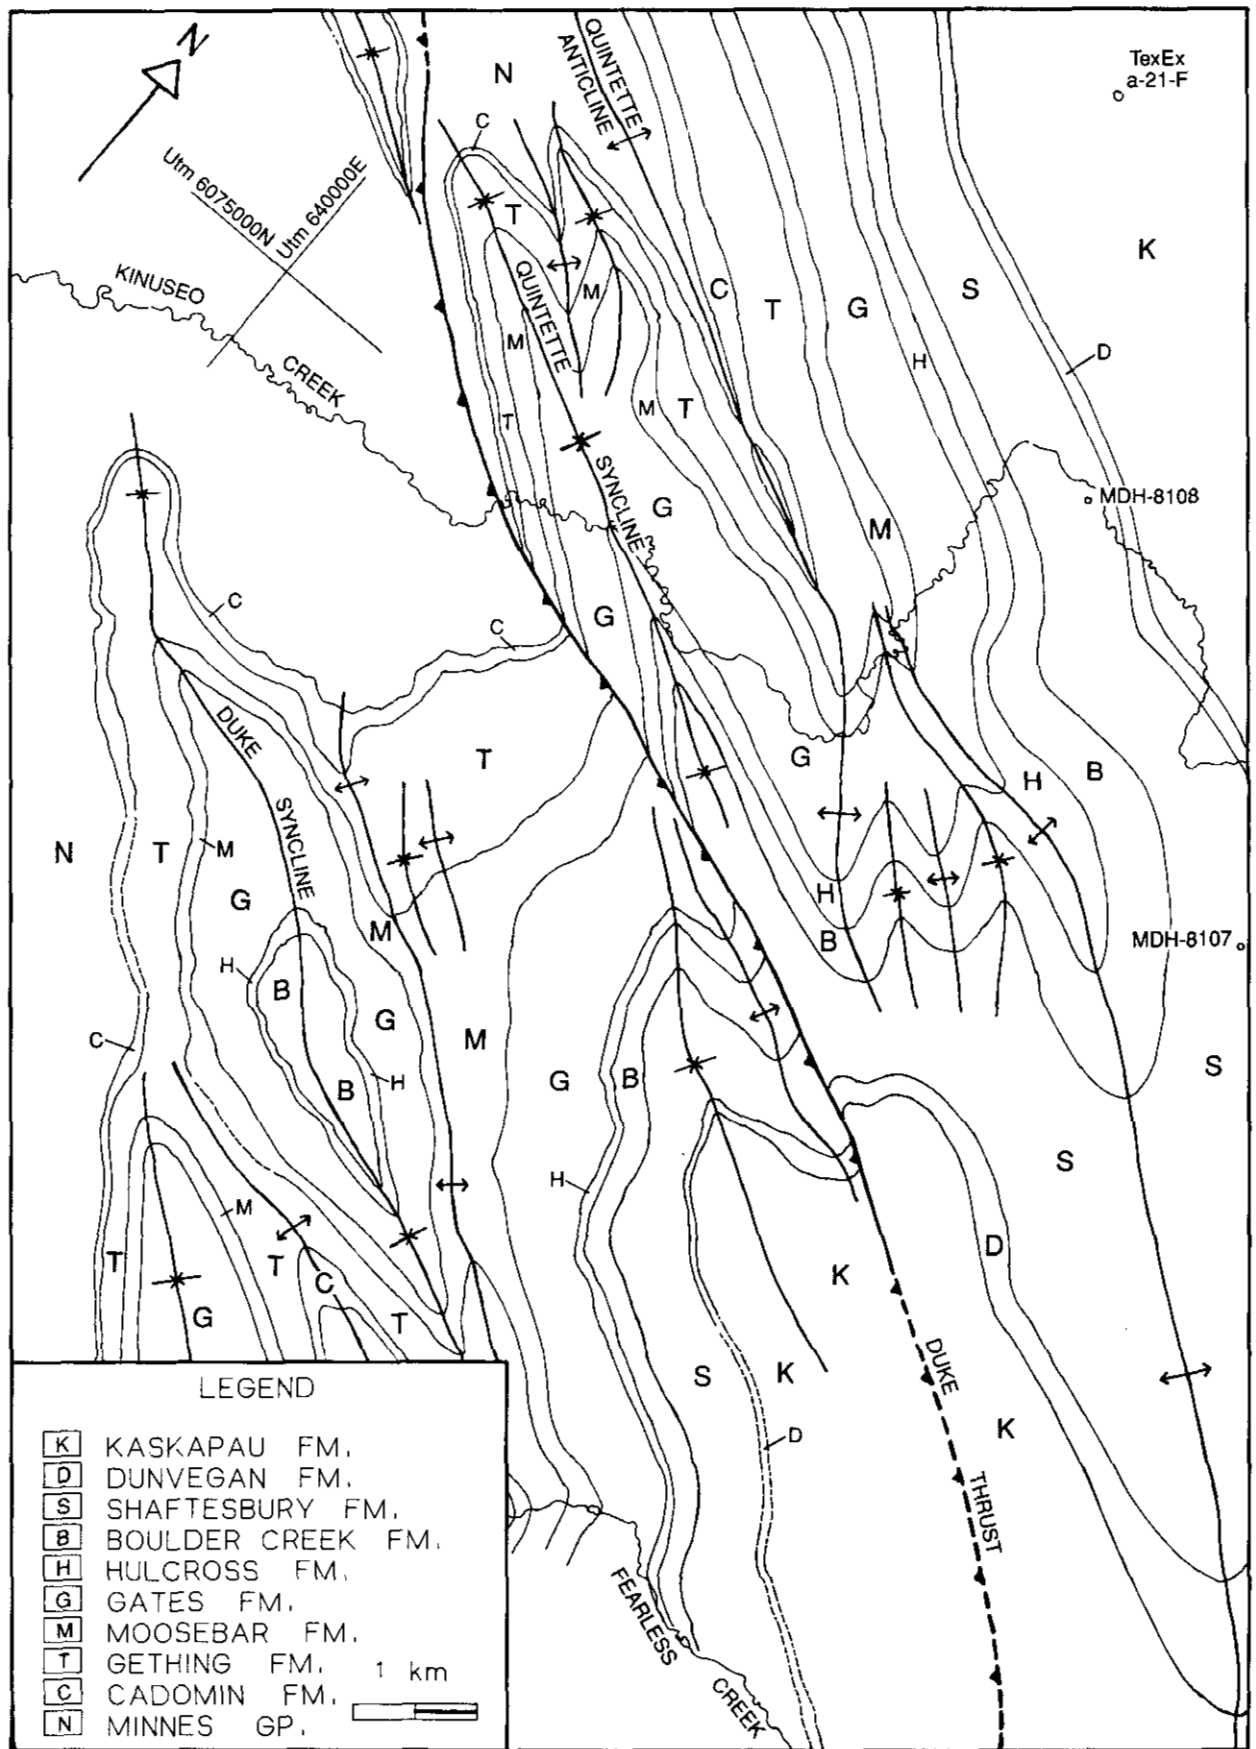 N
N
QUINTETTE
ANTICLINE
TexEx
a-21-F
C
Utm 6075000N
Utm 640000E
T
K
KINUSEO
CREEK
QUINTETTE
SYNCLINE
M
C
T
G
S
M
H
D
T
M
T
G
MDH-8108
M
C
C
G
DUKE
SYNCLINE
T
G
H
B
N
T
M
G
H
M
B
MDH-8107
H
B
G
C
M
G
B
S
B
H
H
S
M
T
T
C
G
T
K
D
S
K
D
DUKE
THRUST
K
FEARLESS
CREEK
LEGEND
K KASKAPAU FM.
D DUNVEGAN FM.
S SHAFTESBURY FM.
B BOULDER CREEK FM.
H HULCROSS FM.
G GATES FM.
M MOOSEBAR FM.
T GETHING FM.
C CADOMIN FM.
N MINNES GP.
1 km